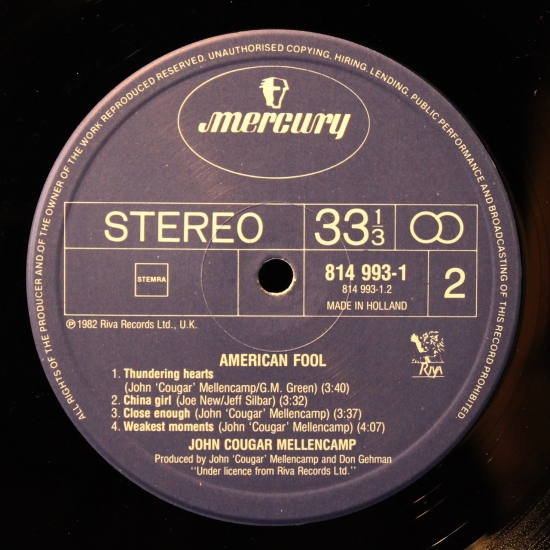 ALL RIGHTS OF THE PRODUCER AND OF THE OWNER OF THE WORK REPRODUCED RESERVED. UNAUTHORISED COPYING, HIRING, LENDING, PUBLIC PERFORMANCE AND BROADCASTING OF THIS RECORD PROHIBITED.
mercury
STEREO
33 1/3
STEMRA
814 993-1
814 993-1.2
MADE IN HOLLAND
2
℗ 1982 Riva Records Ltd., U.K.
Riva
AMERICAN FOOL
1. Thundering hearts
(John 'Cougar' Mellencamp/G.M. Green) (3:40)
2. China girl (Joe New/Jeff Silbar) (3:32)
3. Close enough (John 'Cougar' Mellencamp) (3:37)
4. Weakest moments (John 'Cougar' Mellencamp) (4:07)
JOHN COUGAR MELLENCAMP
Produced by John 'Cougar' Mellencamp and Don Gehman
"Under licence from Riva Records Ltd."